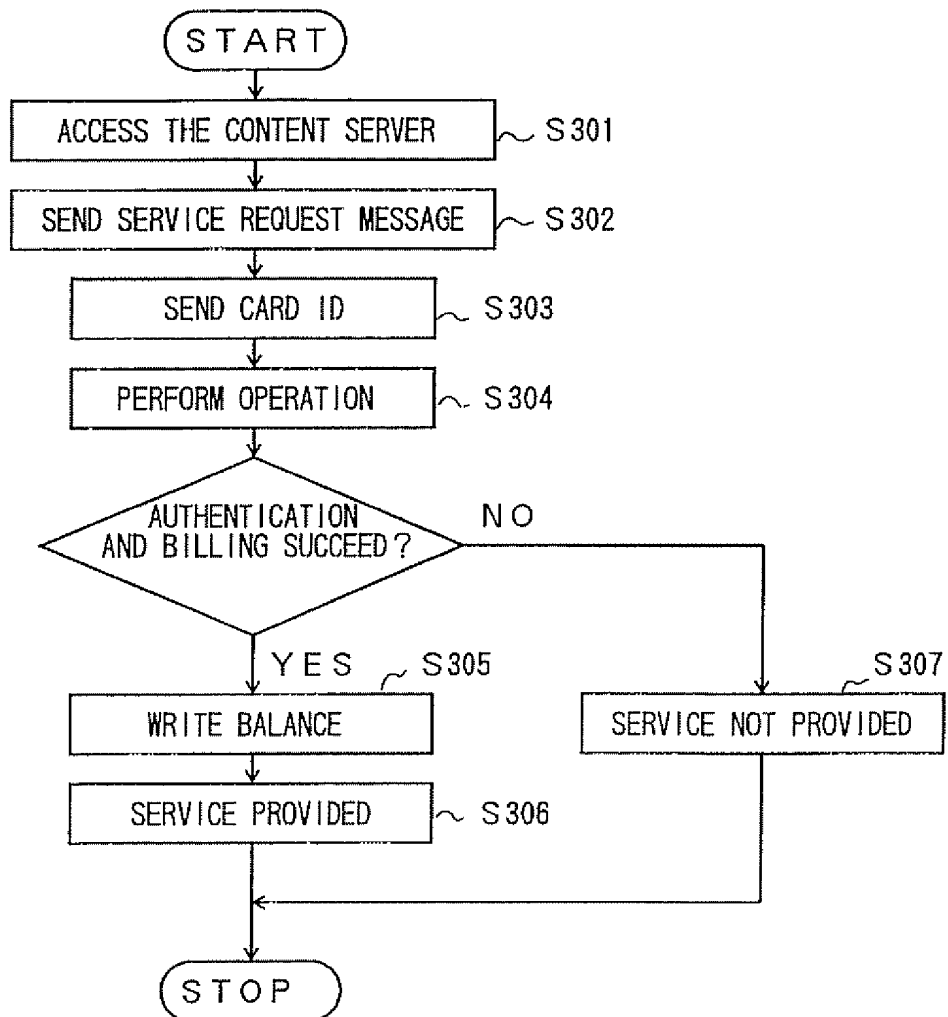 START
ACCESS THE CONTENT SERVER
S301
SEND SERVICE REQUEST MESSAGE
S302
SEND CARD ID
S303
PERFORM OPERATION
S304
AUTHENTICATION
AND BILLING SUCCEED?
NO
YES
S305
WRITE BALANCE
S307
SERVICE NOT PROVIDED
SERVICE PROVIDED
S306
STOP